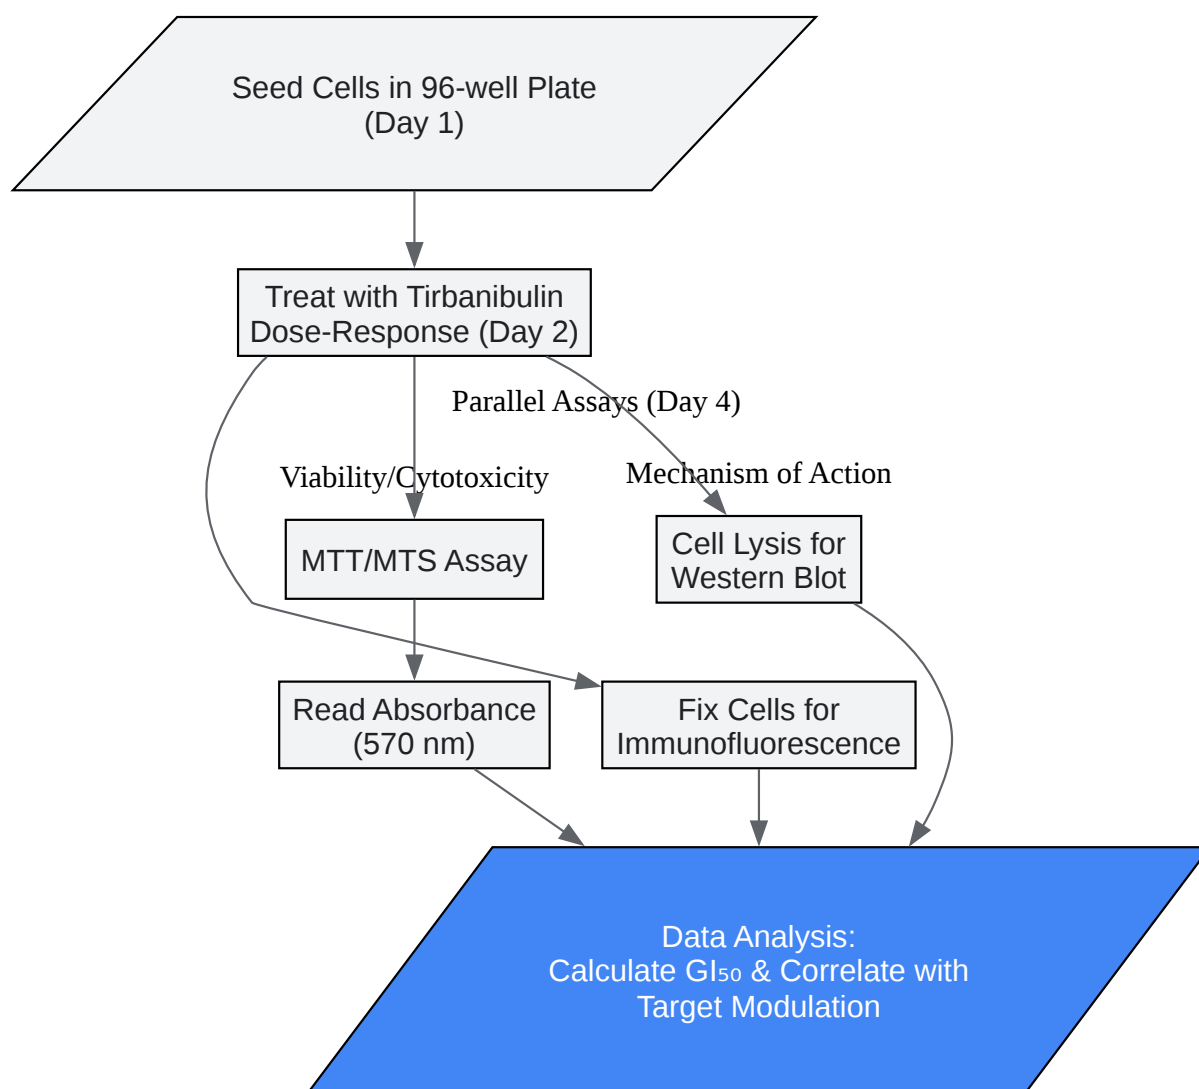 Seed Cells in 96-well Plate
(Day 1)
Treat with Tirbanibulin
Dose-Response (Day 2)
Parallel Assays (Day 4)
Viability/Cytotoxicity
Mechanism of Action
MTT/MTS Assay
Cell Lysis for
Western Blot
Read Absorbance
(570 nm)
Fix Cells for
Immunofluorescence
Data Analysis:
Calculate GI₅₀ & Correlate with
Target Modulation